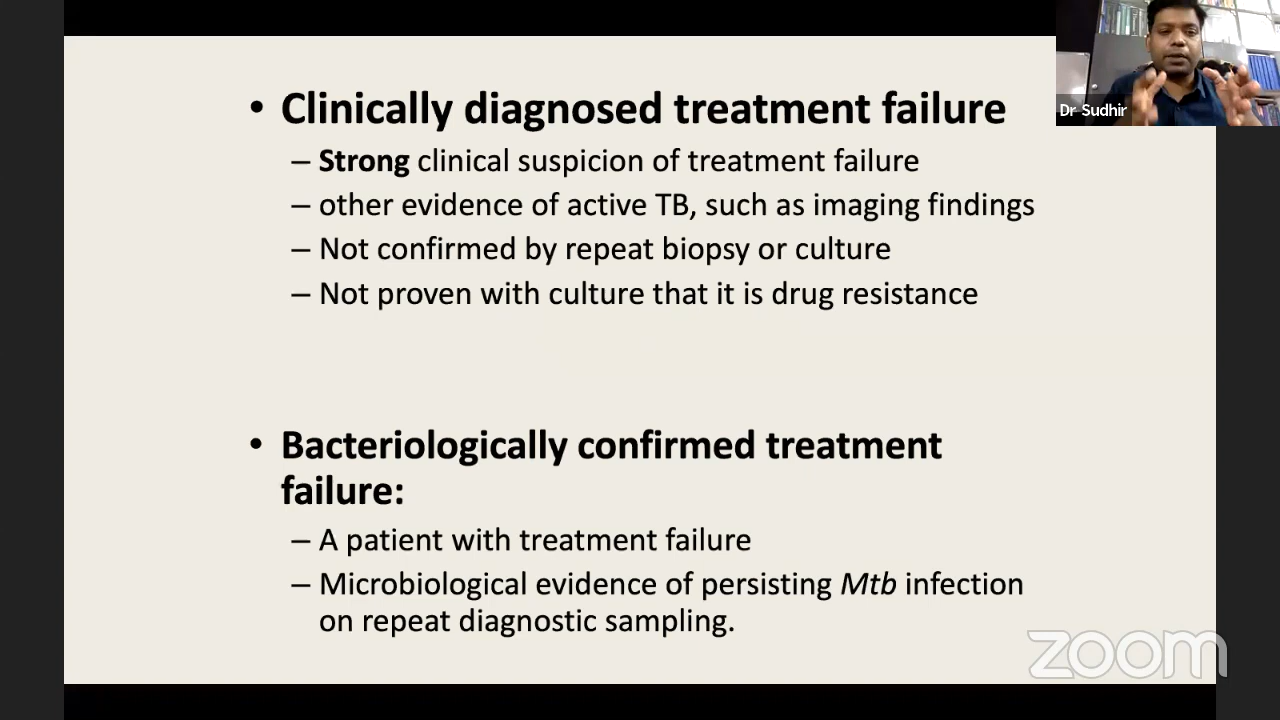 • Clinically diagnosed treatment failure
– Strong clinical suspicion of treatment failure
– other evidence of active TB, such as imaging findings
– Not confirmed by repeat biopsy or culture
– Not proven with culture that it is drug resistance
• Bacteriologically confirmed treatment
failure:
– A patient with treatment failure
– Microbiological evidence of persisting Mtb infection
on repeat diagnostic sampling.
Dr Sudhir
zoom